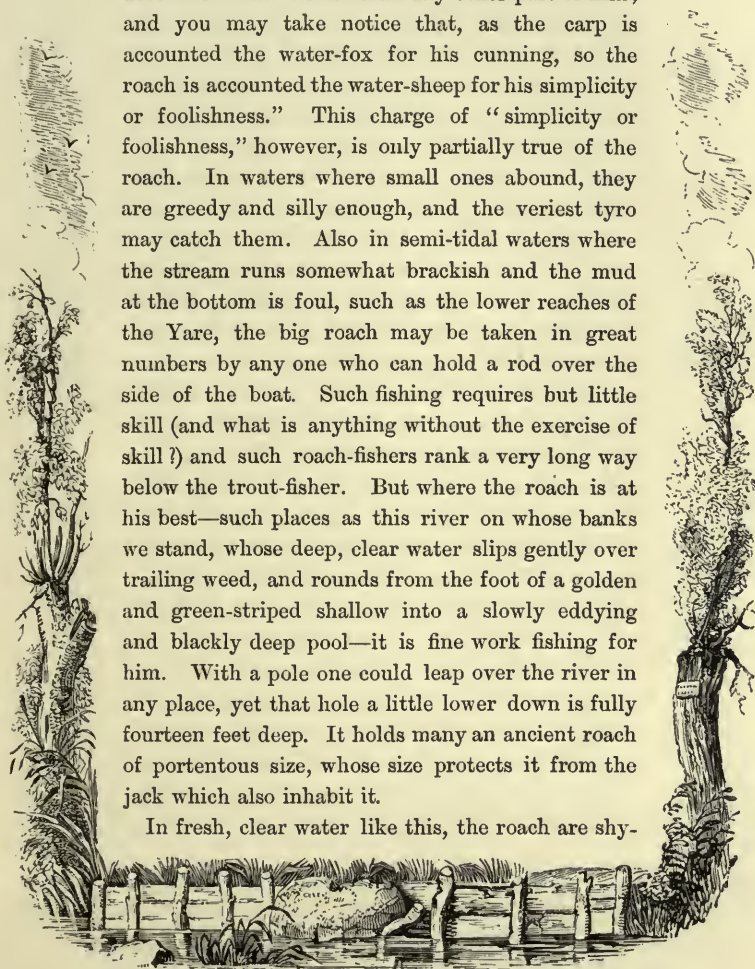 and you may take notice that, as the carp is
accounted the water-fox for his cunning, so the
roach is accounted the water-sheep for his simplicity
or foolishness." This charge of "simplicity or
foolishness," however, is only partially true of the
roach. In waters where small ones abound, they
are greedy and silly enough, and the veriest tyro
may catch them. Also in semi-tidal waters where
the stream runs somewhat brackish and the mud
at the bottom is foul, such as the lower reaches of
the Yare, the big roach may be taken in great
numbers by any one who can hold a rod over the
side of the boat. Such fishing requires but little
skill (and what is anything without the exercise of
skill?) and such roach-fishers rank a very long way
below the trout-fisher. But where the roach is at
his best—such places as this river on whose banks
we stand, whose deep, clear water slips gently over
trailing weed, and rounds from the foot of a golden
and green-striped shallow into a slowly eddying
and blackly deep pool—it is fine work fishing for
him. With a pole one could leap over the river in
any place, yet that hole a little lower down is fully
fourteen feet deep. It holds many an ancient roach
of portentous size, whose size protects it from the
jack which also inhabit it.
In fresh, clear water like this, the roach are shy-